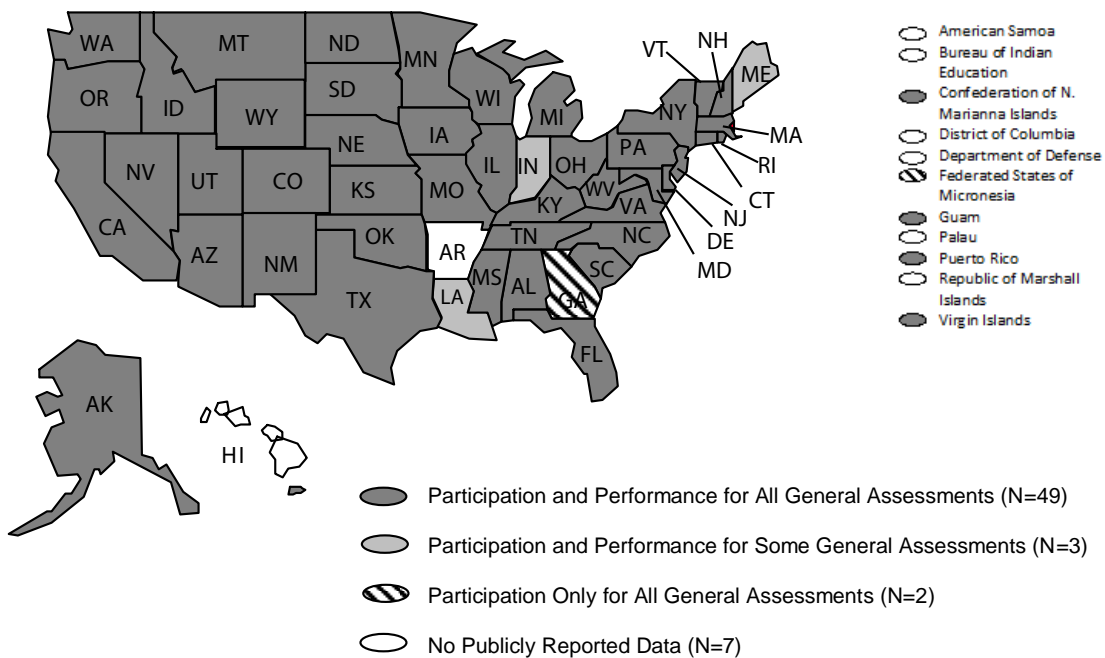 WA
MT
ND
MN
VT
NH
ME
OR
ID
SD
WI
MI
NY
WY
MA
NE
IA
PA
RI
NV
UT
CO
IL
IN
OH
CT
KS
MO
WV
NJ
CA
KY
VA
DE
AZ
NM
OK
AR
TN
NC
MD
TX
LA
MS
AL
GA
SC
FL
AK
HI
American Samoa
Bureau of Indian
Education
Confederation of N.
Marianna Islands
District of Columbia
Department of Defense
Federated States of
Micronesia
Guam
Palau
Puerto Rico
Republic of Marshall
Islands
Virgin Islands
Participation and Performance for All General Assessments (N=49)
Participation and Performance for Some General Assessments (N=3)
Participation Only for All General Assessments (N=2)
No Publicly Reported Data (N=7)